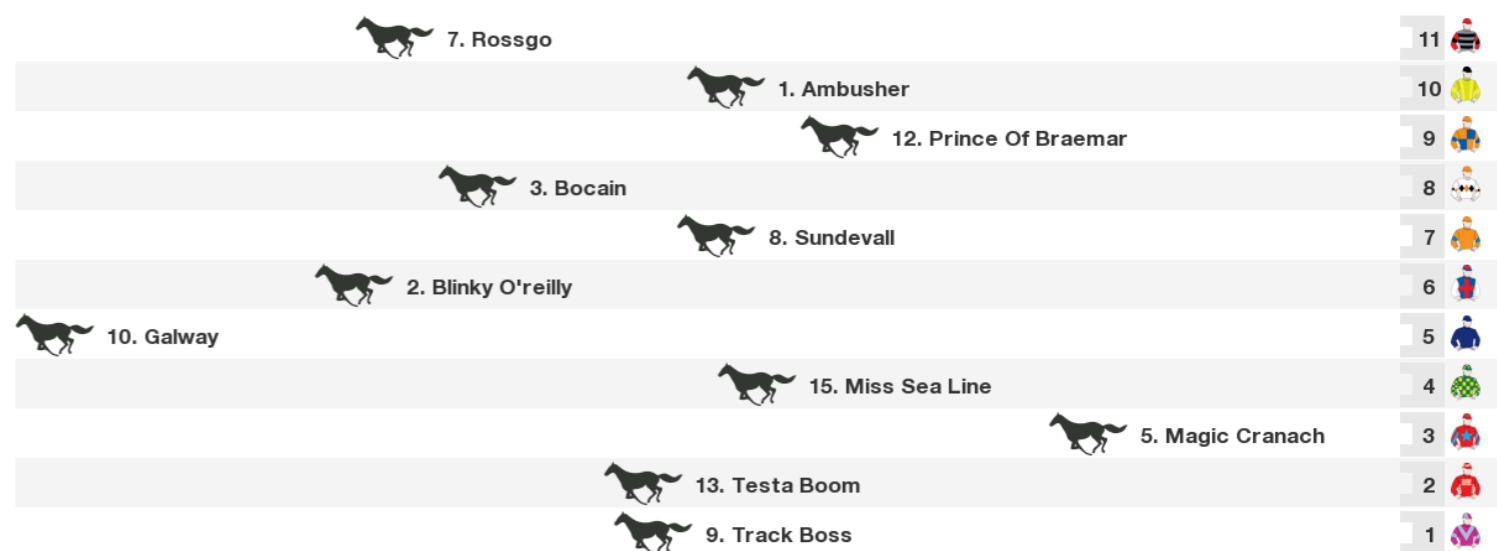 7. Rossgo 11
1. Ambusher 10
12. Prince Of Braemar 9
3. Bocain 8
8. Sundevall 7
2. Blinky O'reilly 6
10. Galway 5
15. Miss Sea Line 4
5. Magic Cranach 3
13. Testa Boom 2
9. Track Boss 1